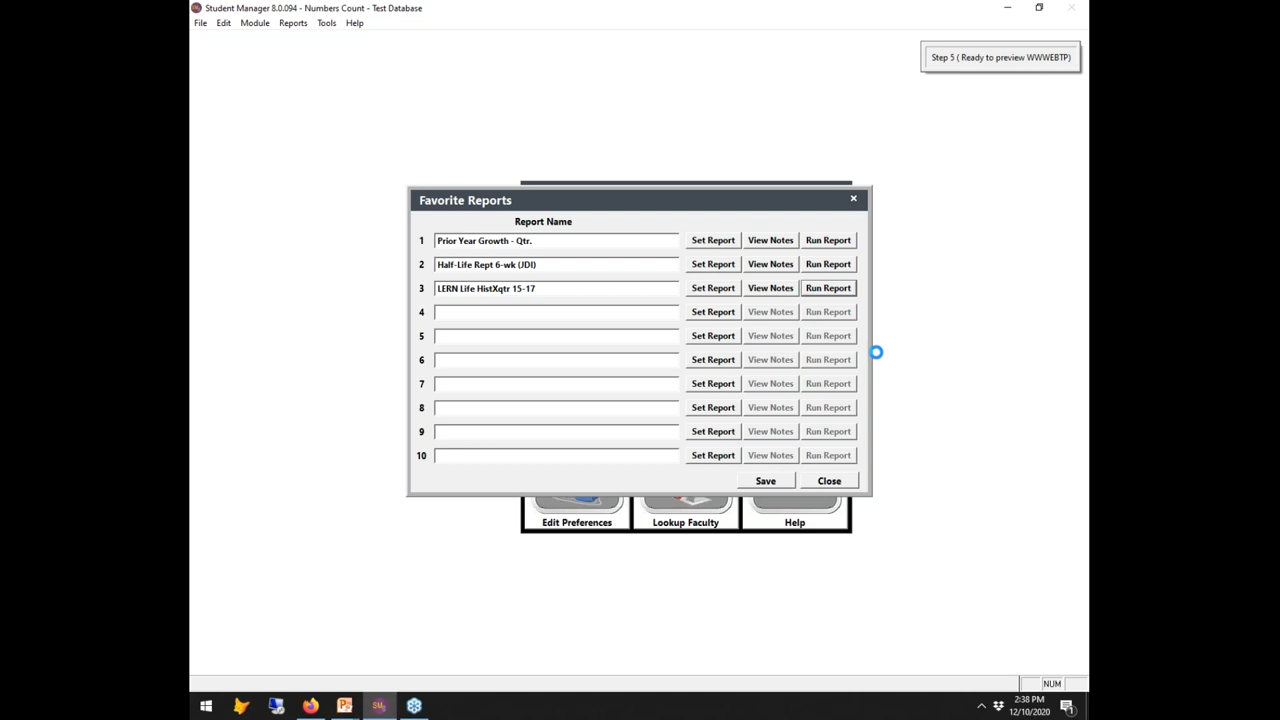 Student Manager 8.0.094 - Numbers Count - Test Database
File Edit Module Reports Tools Help
Step 5 ( Ready to preview WWWEBTP)
Favorite Reports
Report Name
1 Prior Year Growth - Qtr. Set Report View Notes Run Report
2 Half-Life Rept 6-wk (JDI) Set Report View Notes Run Report
3 LERN Life HistXqtr 15-17 Set Report View Notes Run Report
4 Set Report View Notes Run Report
5 Set Report View Notes Run Report
6 Set Report View Notes Run Report
7 Set Report View Notes Run Report
8 Set Report View Notes Run Report
9 Set Report View Notes Run Report
10 Set Report View Notes Run Report
Save Close
Edit Preferences Lookup Faculty Help
NUM
SM
2:38 PM
12/10/2020
1